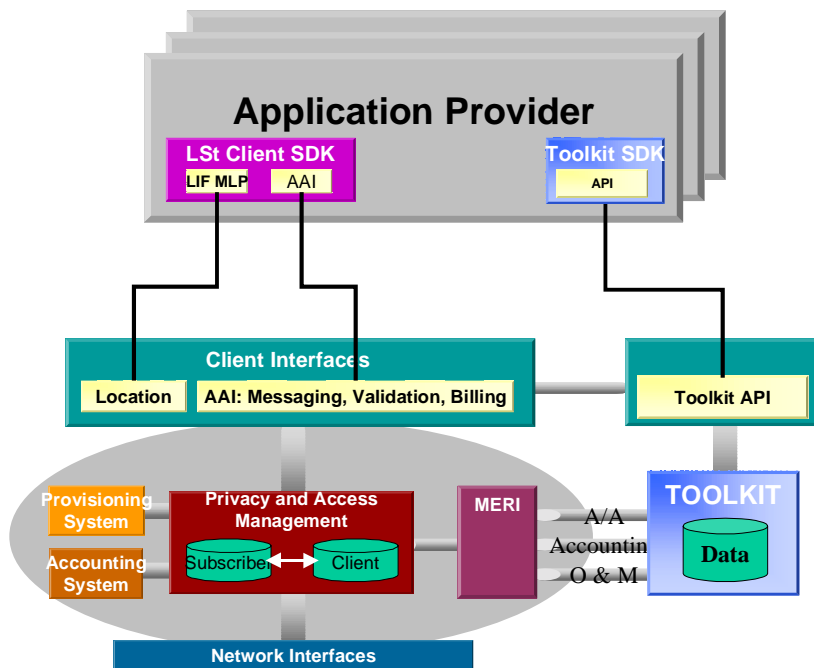 Application Provider
LSt Client SDK
Toolkit SDK
LIF MLP
AAI
API
Client Interfaces
Location
AAI: Messaging, Validation, Billing
Toolkit API
Provisioning
System
Privacy and Access
Management
MERI
TOOLKIT
A/A
Accountin
O & M
Data
Accounting
System
Subscriber
Client
Network Interfaces